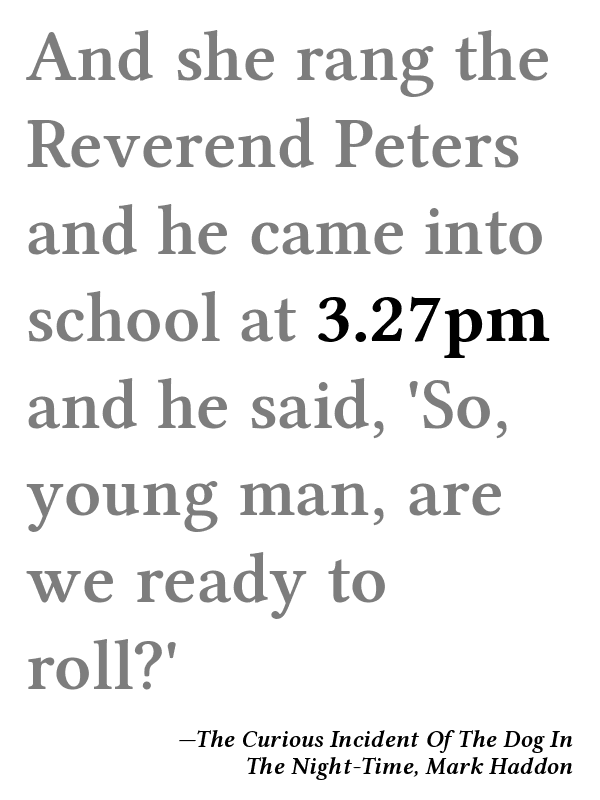 And she rang the
Reverend Peters
and he came into
school at 3.27pm
and he said, 'So,
young man, are
we ready to
roll?'
—The Curious Incident Of The Dog In
The Night-Time, Mark Haddon